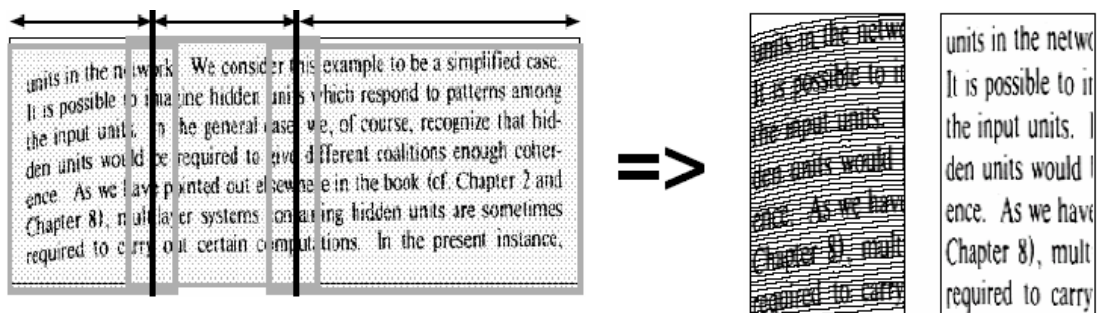 units in the network. We consider this example to be a simplified case.
It is possible to imagine hidden units which respond to patterns among
the input units. In the general case, we, of course, recognize that hid-
den units would be required to give different coalitions enough coher-
ence. As we have pointed out elsewhere in the book (cf. Chapter 2 and
Chapter 8), multilayer systems containing hidden units are sometimes
required to carry out certain computations. In the present instance,
=>
units in the netwo
It is possible to in
the input units. I
den units would b
ence. As we have
Chapter 8), mult
required to carry
units in the netwo
It is possible to in
the input units. I
den units would l
ence. As we have
Chapter 8), mult
required to carry